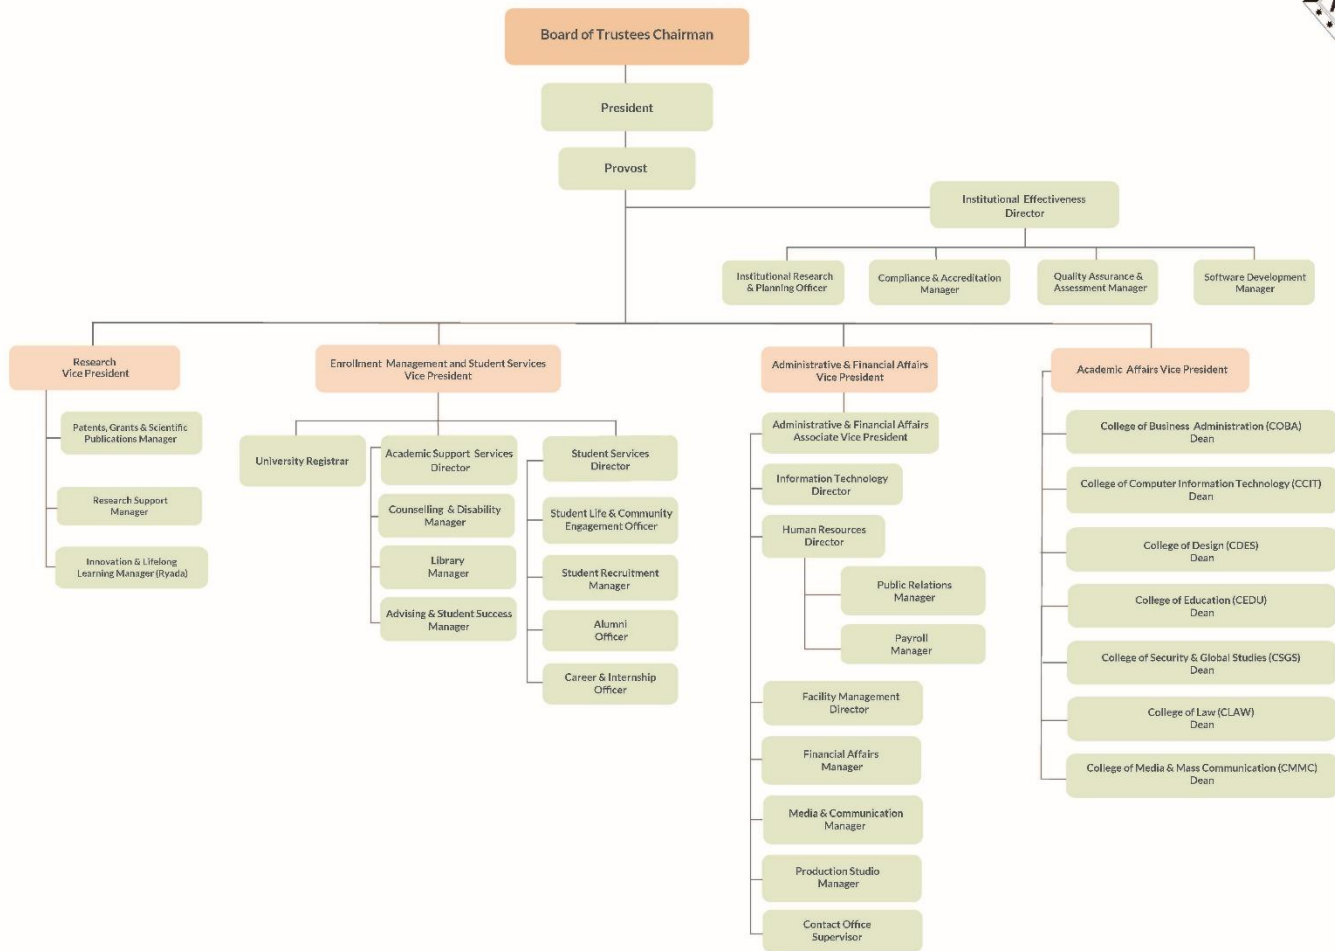 Board of Trustees Chairman
President
Provost
Institutional Effectiveness
Director
Institutional Research
& Planning Officer
Compliance & Accreditation
Manager
Quality Assurance &
Assessment Manager
Software Development
Manager
Research
Vice President
Patents, Grants & Scientific
Publications Manager
Research Support
Manager
Innovation & Lifelong
Learning Manager (Ryada)
Enrollment Management and Student Services
Vice President
University Registrar
Academic Support Services
Director
Counselling & Disability
Manager
Library
Manager
Advising & Student Success
Manager
Student Services
Director
Student Life & Community
Engagement Officer
Student Recruitment
Manager
Alumni
Officer
Career & Internship
Officer
Administrative & Financial Affairs
Vice President
Administrative & Financial Affairs
Associate Vice President
Information Technology
Director
Human Resources
Director
Public Relations
Manager
Payroll
Manager
Facility Management
Director
Financial Affairs
Manager
Media & Communication
Manager
Production Studio
Manager
Contact Office
Supervisor
Academic Affairs Vice President
College of Business Administration (COBA)
Dean
College of Computer Information Technology (CCIT)
Dean
College of Design (CDES)
Dean
College of Education (CEDU)
Dean
College of Security & Global Studies (CSGS)
Dean
College of Law (CLAW)
Dean
College of Media & Mass Communication (CMMC)
Dean